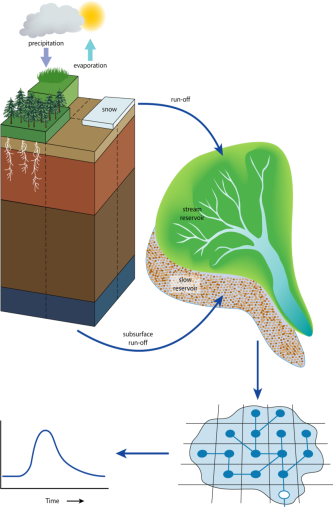 precipitation
evaporation
snow
run-off
stream
reservoir
slow
reservoir
subsurface
run-off
Time